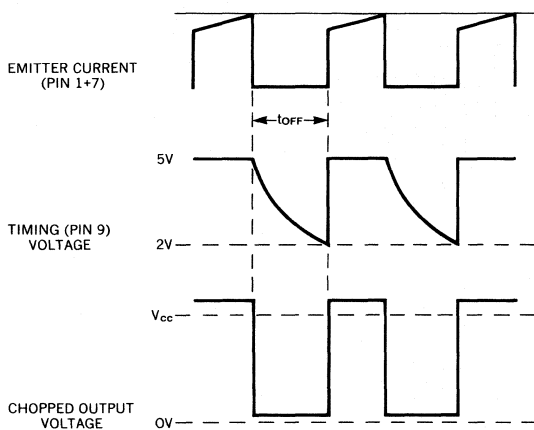 EMITTER CURRENT
(PIN 1+7)
tOFF
5V
TIMING (PIN 9)
VOLTAGE
2V
Vcc
CHOPPED OUTPUT
VOLTAGE
0V